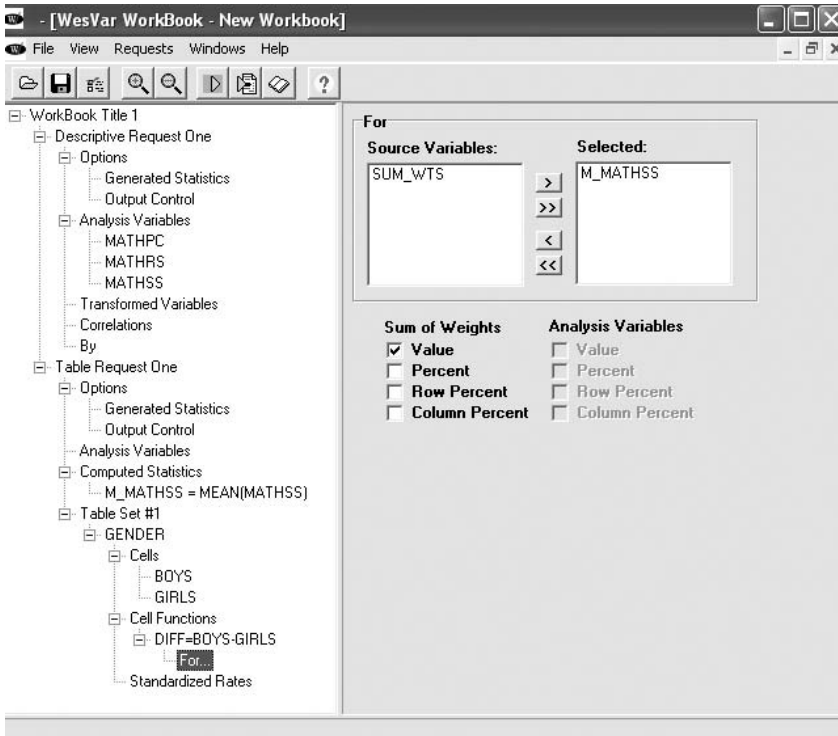 - [WesVar WorkBook - New Workbook]
File View Requests Windows Help
WorkBook Title 1
Descriptive Request One
Options
Generated Statistics
Output Control
Analysis Variables
MATHPC
MATHRS
MATHSS
Transformed Variables
Correlations
By
Table Request One
Options
Generated Statistics
Output Control
Analysis Variables
Computed Statistics
M_MATHSS = MEAN(MATHSS)
Table Set #1
GENDER
Cells
BOYS
GIRLS
Cell Functions
DIFF=BOYS-GIRLS
For...
Standardized Rates
For
Source Variables:
SUM_WTS
>
>>
<
<<
Selected:
M_MATHSS
Sum of Weights
Value
Percent
Row Percent
Column Percent
Analysis Variables
Value
Percent
Row Percent
Column Percent